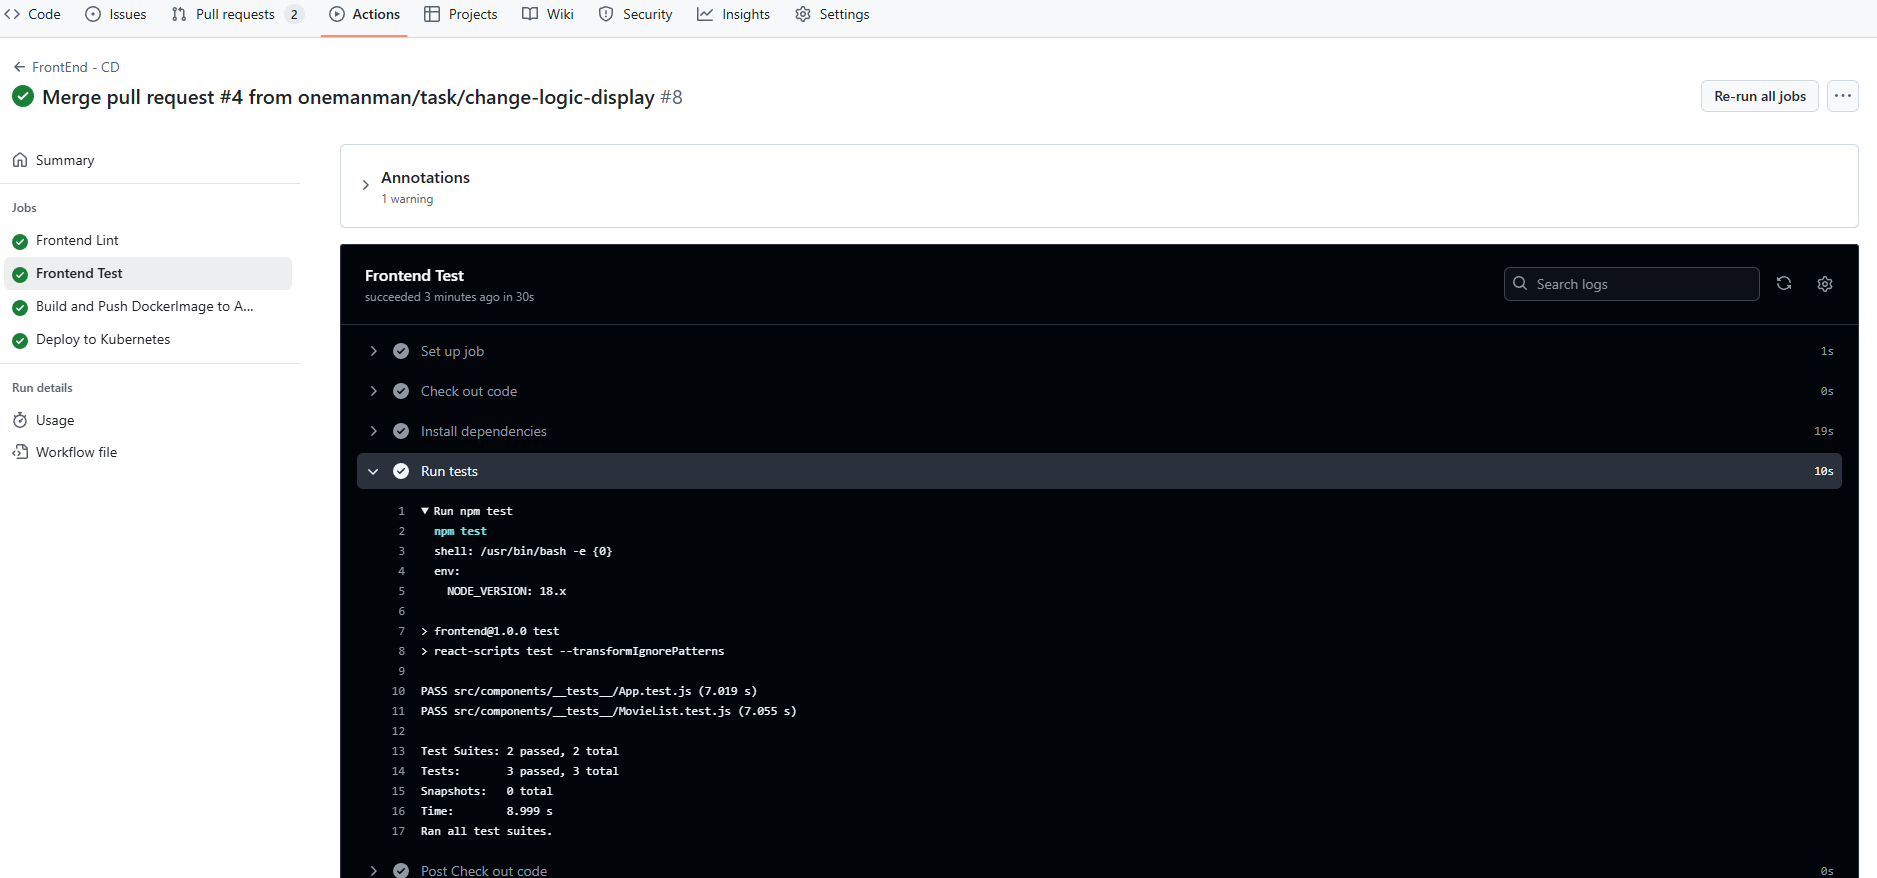 Code Issues Pull requests 2 Actions Projects Wiki Security Insights Settings
FrontEnd - CD
Merge pull request #4 from onemanman/task/change-logic-display #8
Re-run all jobs
Summary
Jobs
Frontend Lint
Frontend Test
Build and Push DockerImage to A...
Deploy to Kubernetes
Run details
Usage
Workflow file
Annotations
1 warning
Frontend Test
succeeded 3 minutes ago in 30s
Search logs
Set up job 1s
Check out code 0s
Install dependencies 19s
Run tests 10s
1 ▼ Run npm test
2 npm test
3 shell: /usr/bin/bash -e {0}
4 env:
5 NODE_VERSION: 18.x
6
7 > frontend@1.0.0 test
8 > react-scripts test --transformIgnorePatterns
9
10 PASS src/components/__tests__/App.test.js (7.019 s)
11 PASS src/components/__tests__/MovieList.test.js (7.055 s)
12
13 Test Suites: 2 passed, 2 total
14 Tests: 3 passed, 3 total
15 Snapshots: 0 total
16 Time: 8.999 s
17 Ran all test suites.
Post Check out code 0s